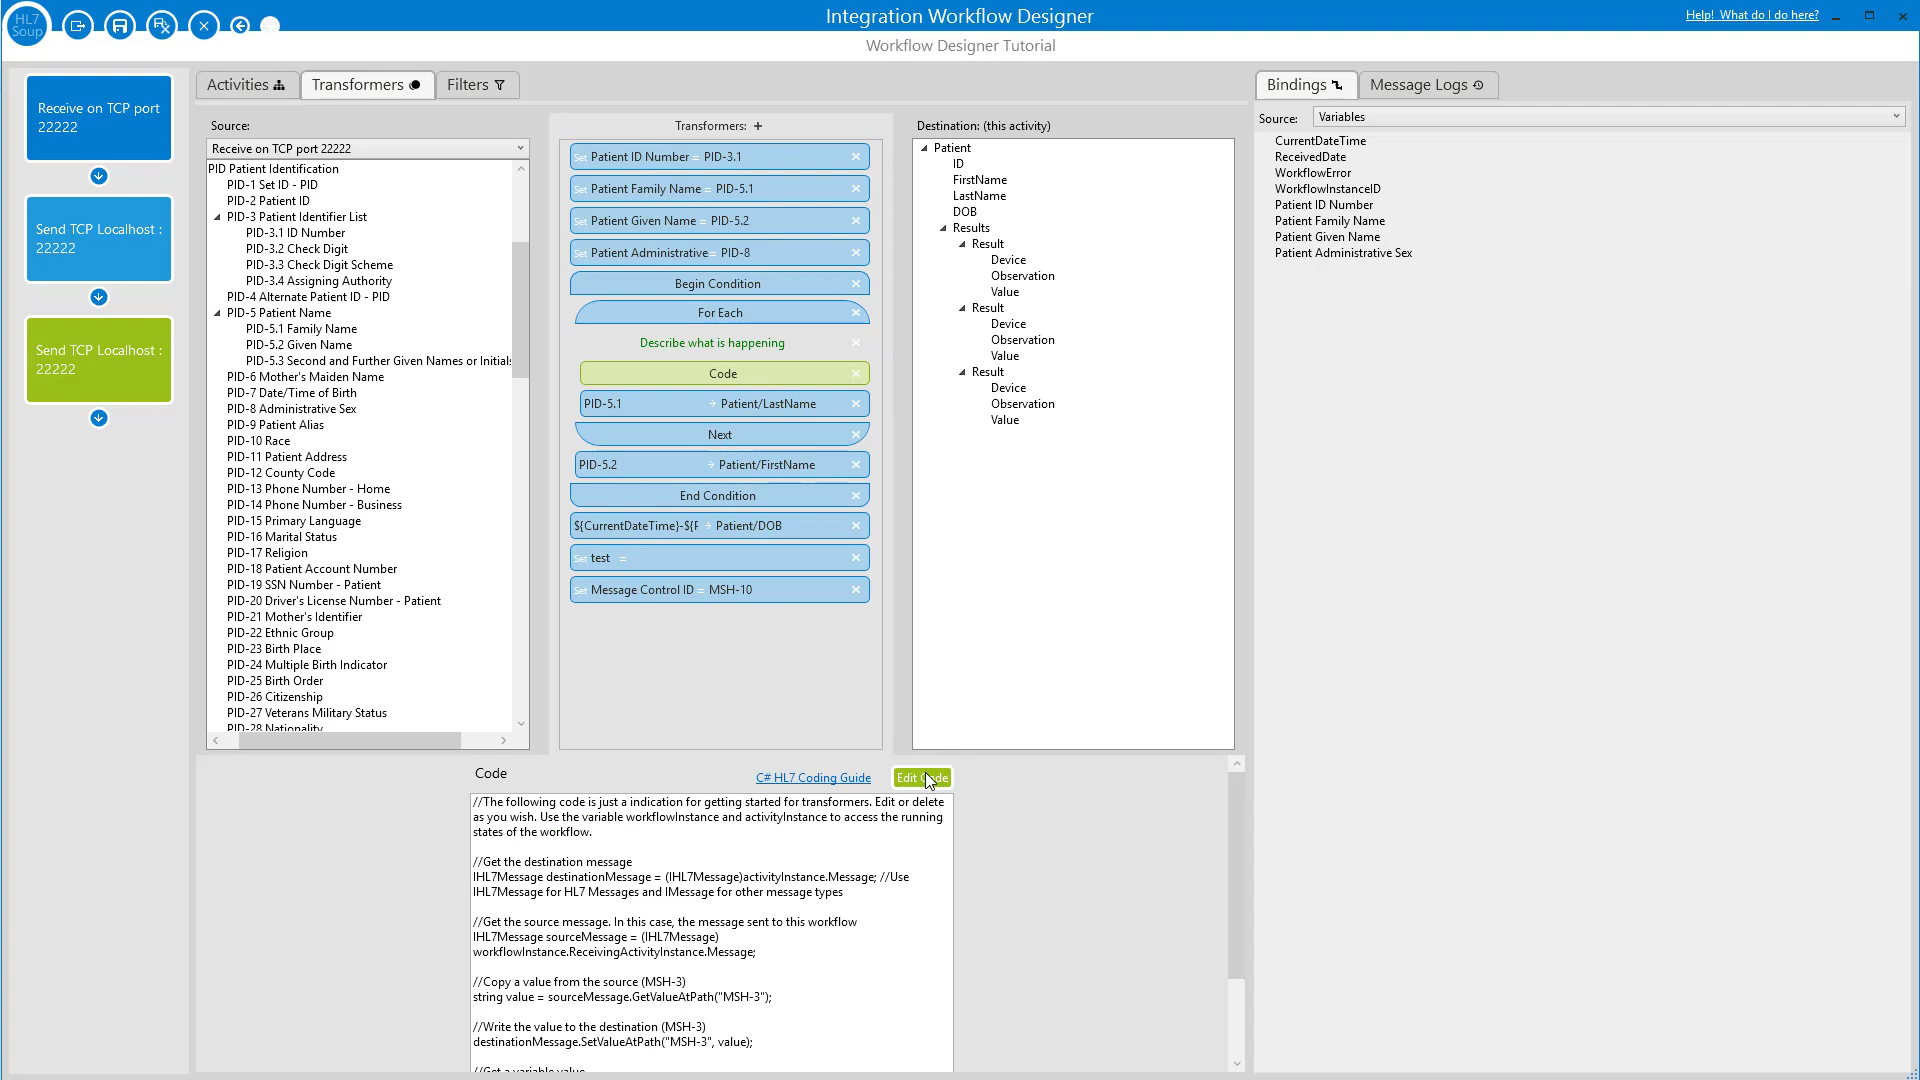 HL7
Soup
Integration Workflow Designer
Help! What do I do here?
Workflow Designer Tutorial
Receive on TCP port
22222
Send TCP Localhost :
22222
Send TCP Localhost :
22222
Activities
Transformers
Filters
Source:
Receive on TCP port 22222
PID Patient Identification
PID-1 Set ID - PID
PID-2 Patient ID
PID-3 Patient Identifier List
PID-3.1 ID Number
PID-3.2 Check Digit
PID-3.3 Check Digit Scheme
PID-3.4 Assigning Authority
PID-4 Alternate Patient ID - PID
PID-5 Patient Name
PID-5.1 Family Name
PID-5.2 Given Name
PID-5.3 Second and Further Given Names or Initials
PID-6 Mother's Maiden Name
PID-7 Date/Time of Birth
PID-8 Administrative Sex
PID-9 Patient Alias
PID-10 Race
PID-11 Patient Address
PID-12 County Code
PID-13 Phone Number - Home
PID-14 Phone Number - Business
PID-15 Primary Language
PID-16 Marital Status
PID-17 Religion
PID-18 Patient Account Number
PID-19 SSN Number - Patient
PID-20 Driver's License Number - Patient
PID-21 Mother's Identifier
PID-22 Ethnic Group
PID-23 Birth Place
PID-24 Multiple Birth Indicator
PID-25 Birth Order
PID-26 Citizenship
PID-27 Veterans Military Status
PID-28 Nationality
Transformers: +
Set Patient ID Number = PID-3.1
Set Patient Family Name = PID-5.1
Set Patient Given Name = PID-5.2
Set Patient Administrative = PID-8
Begin Condition
For Each
Describe what is happening
Code
PID-5.1 Patient/LastName
Next
PID-5.2 Patient/FirstName
End Condition
${CurrentDateTime}-${F Patient/DOB
Set test =
Set Message Control ID = MSH-10
Destination: (this activity)
Patient
ID
FirstName
LastName
DOB
Results
Result
Device
Observation
Value
Result
Device
Observation
Value
Result
Device
Observation
Value
Code
C# HL7 Coding Guide
Edit Code
//The following code is just a indication for getting started for transformers. Edit or delete
as you wish. Use the variable workflowInstance and activityInstance to access the running
states of the workflow.
//Get the destination message
IHL7Message destinationMessage = (IHL7Message)activityInstance.Message; //Use
IHL7Message for HL7 Messages and IMessage for other message types
//Get the source message. In this case, the message sent to this workflow
IHL7Message sourceMessage = (IHL7Message)
workflowInstance.ReceivingActivityInstance.Message;
//Copy a value from the source (MSH-3)
string value = sourceMessage.GetValueAtPath("MSH-3");
//Write the value to the destination (MSH-3)
destinationMessage.SetValueAtPath("MSH-3", value);
//Get a variable value
Bindings
Message Logs
Source:
Variables
CurrentDateTime
ReceivedDate
WorkflowError
WorkflowInstanceID
Patient ID Number
Patient Family Name
Patient Given Name
Patient Administrative Sex